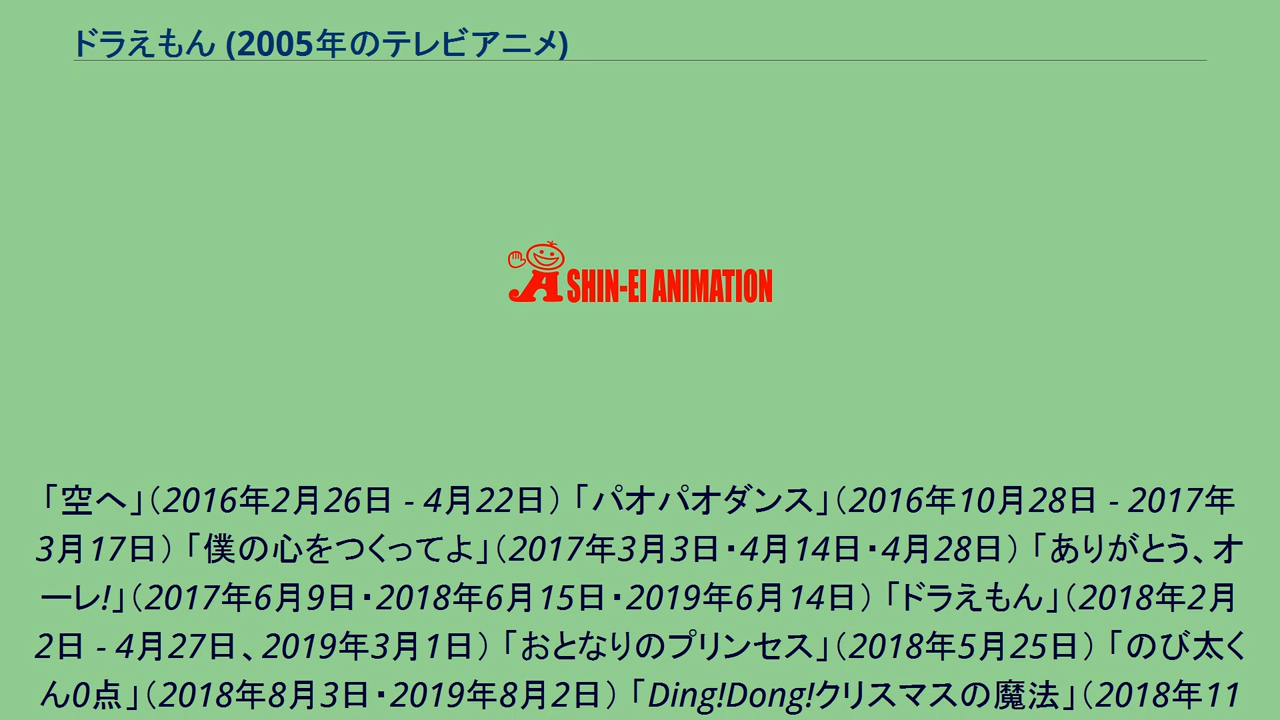 ドラえもん (2005年のテレビアニメ)
SHIN-EI ANIMATION
「空へ」（2016年2月26日 - 4月22日）「パオパオダンス」（2016年10月28日 - 2017年
3月17日）「僕の心をつくってよ」（2017年3月3日・4月14日・4月28日）「ありがとう、オ
ーレ!」（2017年6月9日・2018年6月15日・2019年6月14日）「ドラえもん」（2018年2月
2日 - 4月27日、2019年3月1日）「おとなりのプリンセス」（2018年5月25日）「のび太く
ん0点」（2018年8月3日・2019年8月2日）「Ding!Dong!クリスマスの魔法」（2018年11